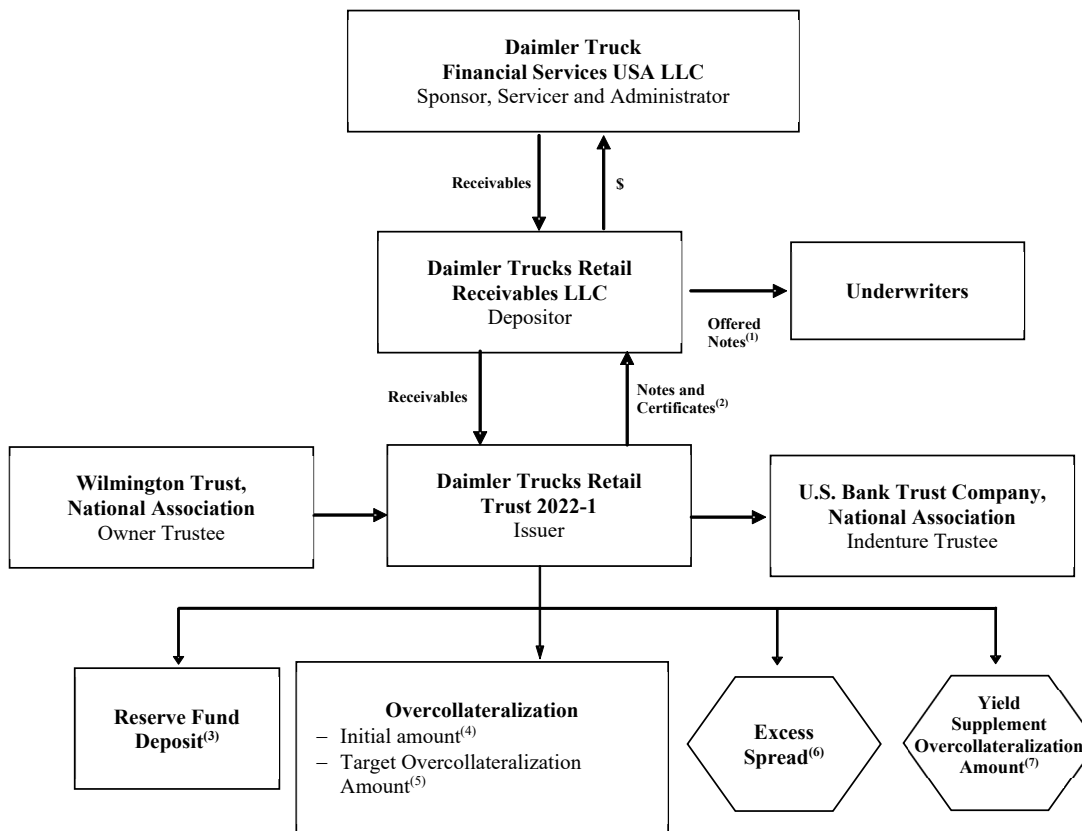 Daimler Truck
Financial Services USA LLC
Sponsor, Servicer and Administrator
Receivables
$
Daimler Trucks Retail
Receivables LLC
Depositor
Underwriters
Offered
Notes(1)
Receivables
Notes and
Certificates(2)
Wilmington Trust,
National Association
Owner Trustee
Daimler Trucks Retail
Trust 2022-1
Issuer
U.S. Bank Trust Company,
National Association
Indenture Trustee
Reserve Fund
Deposit(3)
Overcollateralization
– Initial amount(4)
– Target Overcollateralization
Amount(5)
Excess
Spread(6)
Yield
Supplement
Overcollateralization
Amount(7)